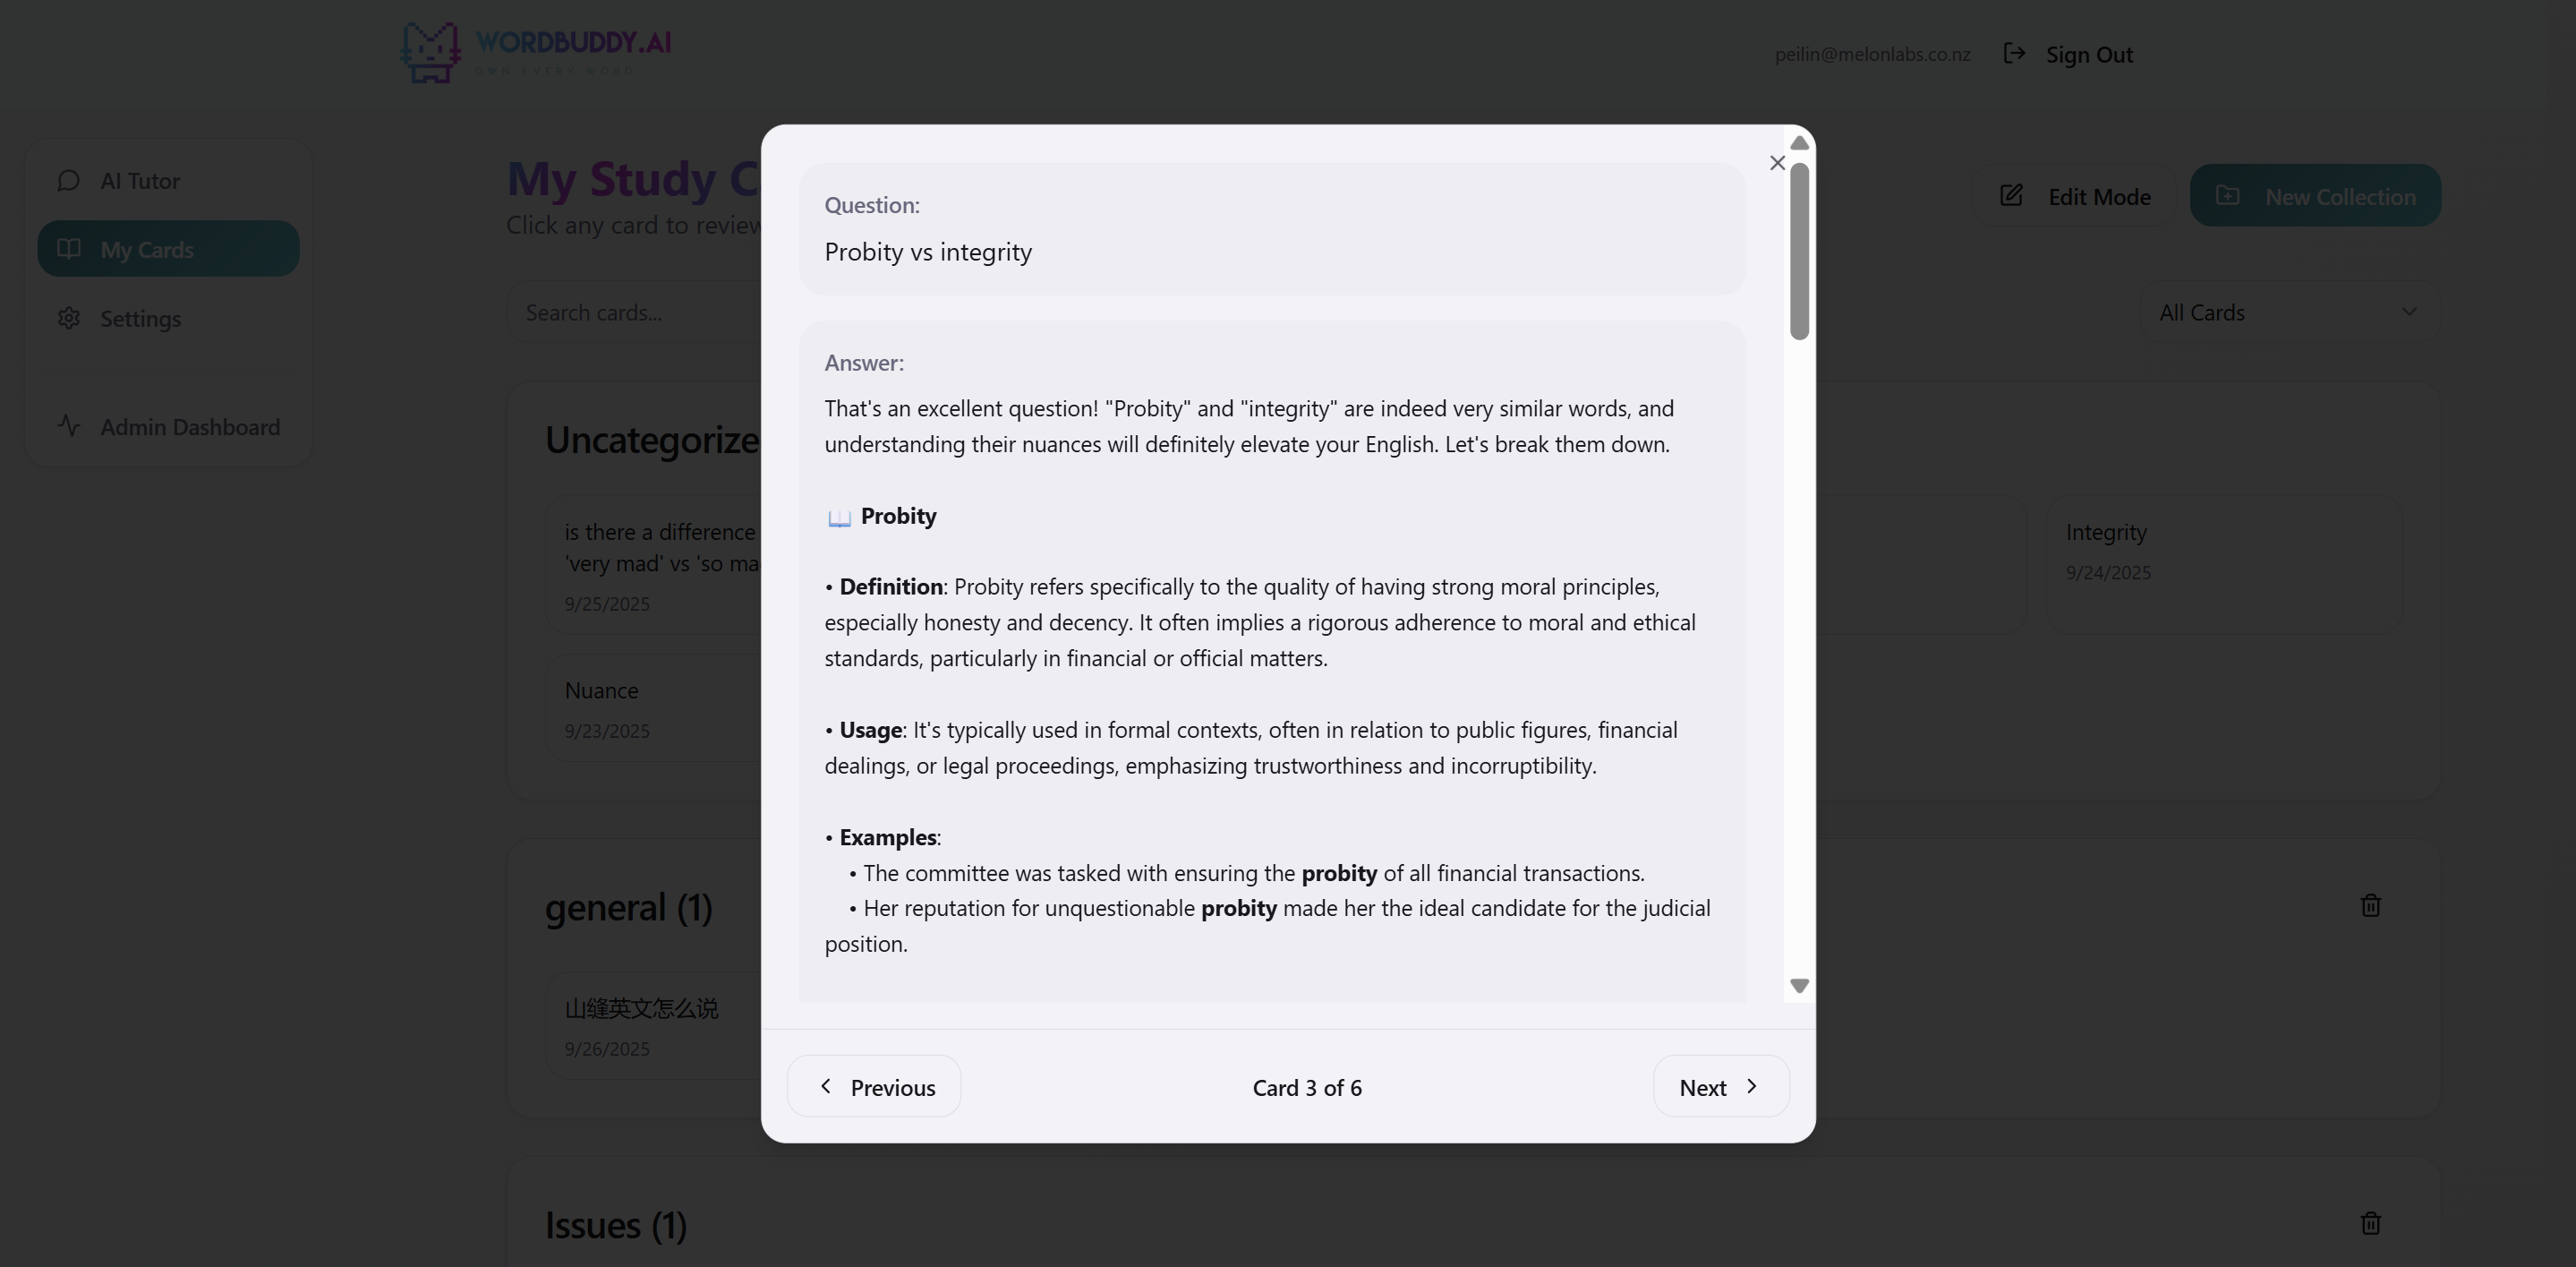 WORDBUDDY.AI
OWN EVERY WORD
peilin@melonlabs.co.nz
Sign Out
AI Tutor
My Cards
Settings
Admin Dashboard
My Study C
Click any card to review
Edit Mode
New Collection
Search cards...
All Cards
Uncategorize
is there a difference
'very mad' vs 'so ma
9/25/2025
Integrity
9/24/2025
Nuance
9/23/2025
general (1)
山缝英文怎么说
9/26/2025
Issues (1)
Question:
Probity vs integrity
Answer:
That's an excellent question! "Probity" and "integrity" are indeed very similar words, and
understanding their nuances will definitely elevate your English. Let's break them down.
📖 Probity
• Definition: Probity refers specifically to the quality of having strong moral principles,
especially honesty and decency. It often implies a rigorous adherence to moral and ethical
standards, particularly in financial or official matters.
• Usage: It's typically used in formal contexts, often in relation to public figures, financial
dealings, or legal proceedings, emphasizing trustworthiness and incorruptibility.
• Examples:
• The committee was tasked with ensuring the probity of all financial transactions.
• Her reputation for unquestionable probity made her the ideal candidate for the judicial
position.
Previous
Card 3 of 6
Next